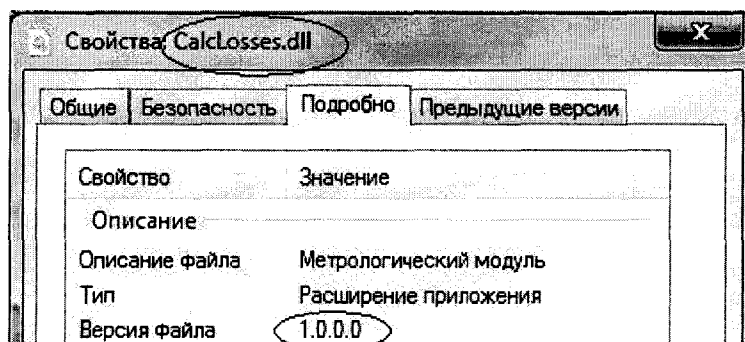 Свойства: CalcLosses.dll
Общие Безопасность Подробно Предыдущие версии
Свойство Значение
Описание
Описание файла Метрологический модуль
Тип Расширение приложения
Версия файла 1.0.0.0